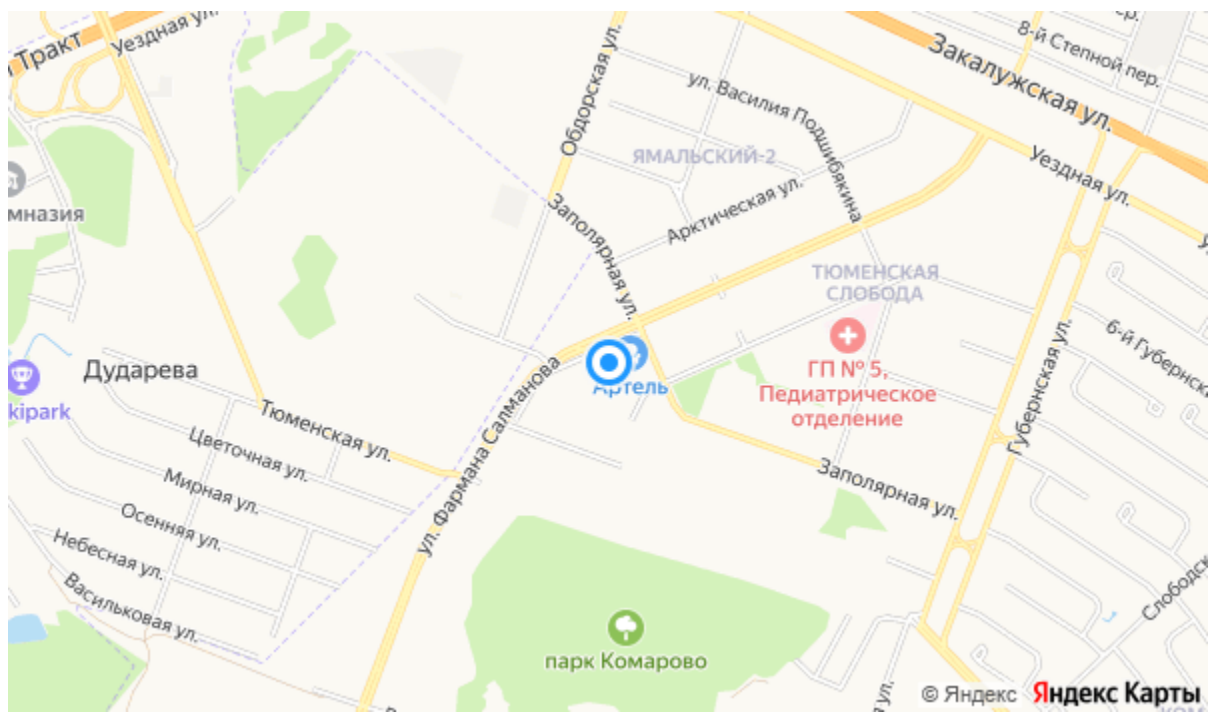 Уездная ул.
Тракт
Обдорская ул.
Закалужская ул.
8-й Степной пер.
ер.
ул. Василия Подшибякина
ЯМАЛЬСКИЙ-2
Уездная ул.
мназия
Заполярная ул.
Арктическая ул.
ТЮМЕНСКАЯ
СЛОБОДА
6-й Губернск
Губернская ул.
Дударева
kipark
Артель
ГП № 5,
Педиатрическое
отделение
Тюменская ул.
Цветочная ул.
Мирная ул.
Осенняя ул.
Небесная ул.
Васильковая ул.
ул. Фармана Салманова
Заполярная ул.
Слободск
парк Комарово
я ул.
© Яндекс Яндекс Карты